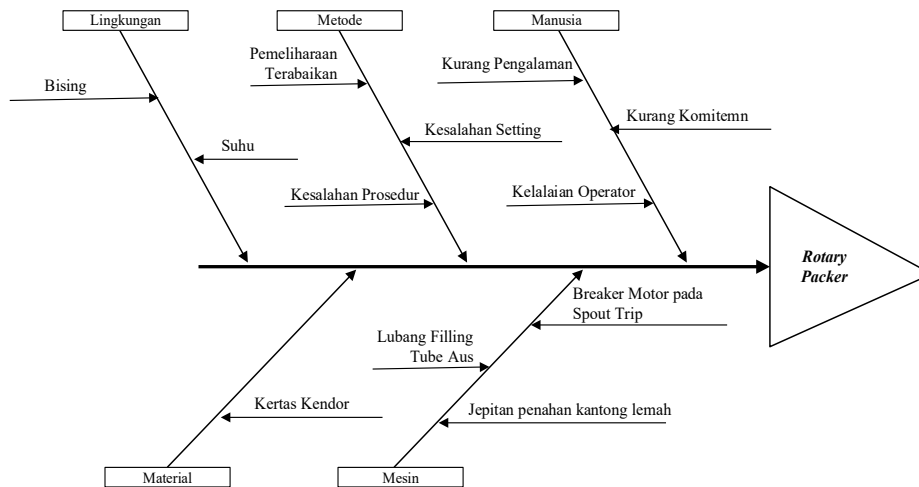 Lingkungan
Metode
Manusia
Pemeliharaan
Terabaikan
Kurang Pengalaman
Bising
Kurang Komitemn
Kesalahan Setting
Suhu
Kesalahan Prosedur
Kelalaian Operator
Rotary
Packer
Breaker Motor pada
Spout Trip
Lubang Filling
Tube Aus
Kertas Kendor
Jepitan penahan kantong lemah
Material
Mesin